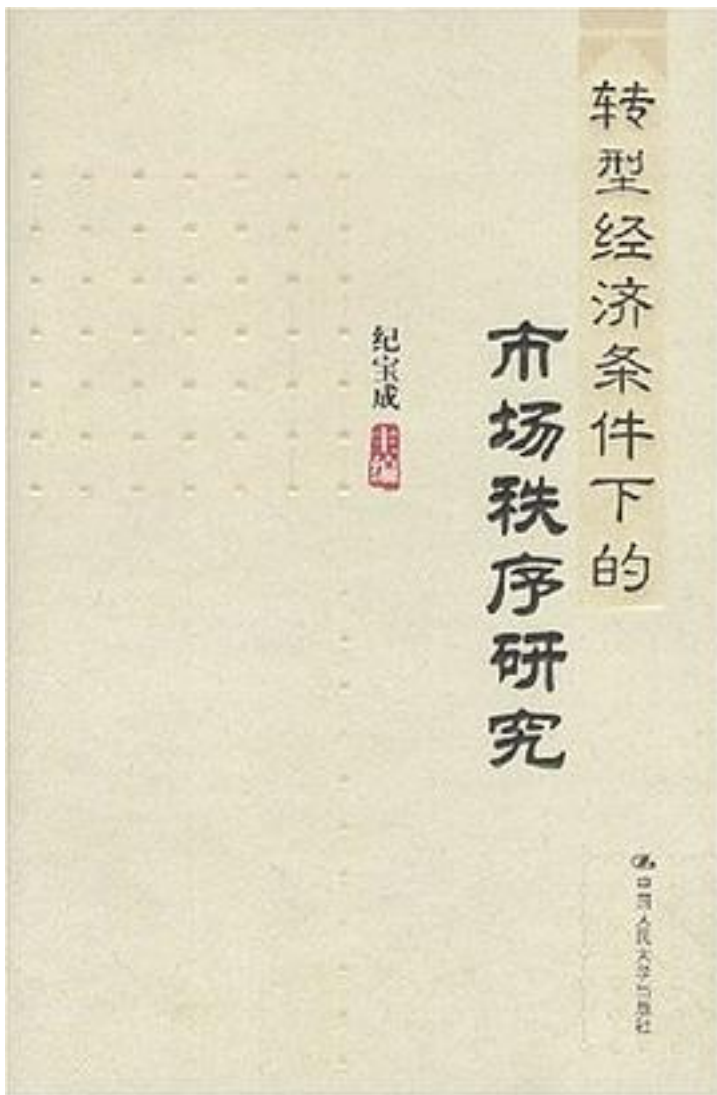 转型经济条件下的
市场秩序研究
纪宝成
主编
中国人民大学出版社